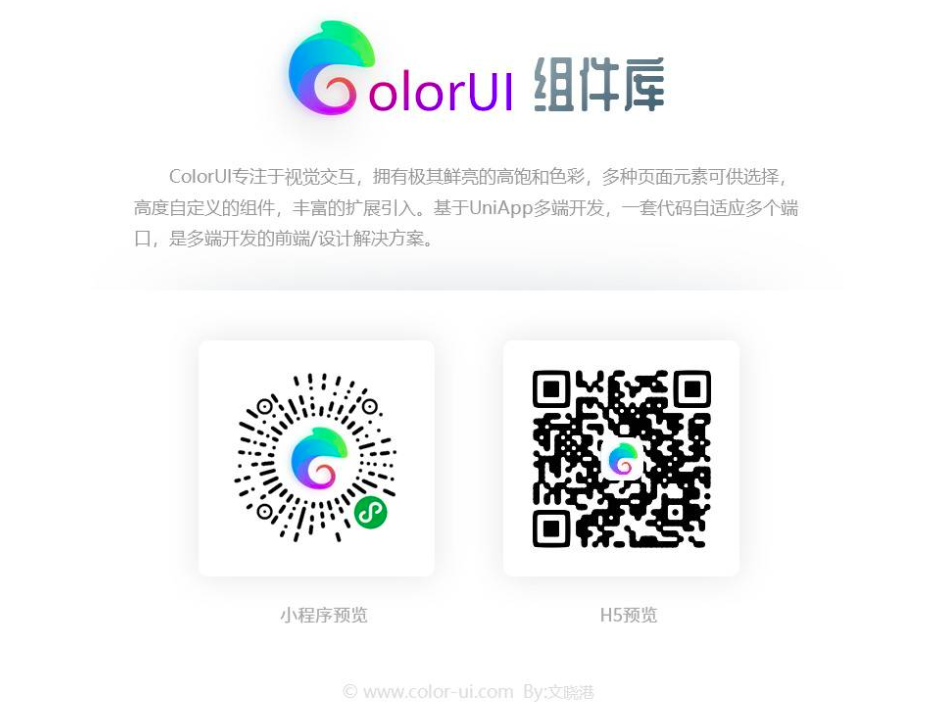 ColorUI 组件库
ColorUI专注于视觉交互，拥有极其鲜亮的高饱和色彩，多种页面元素可供选择，
高度自定义的组件，丰富的扩展引入。基于UniApp多端开发，一套代码自适应多个端
口，是多端开发的前端/设计解决方案。
小程序预览
H5预览
© www.color-ui.com By:文晓港